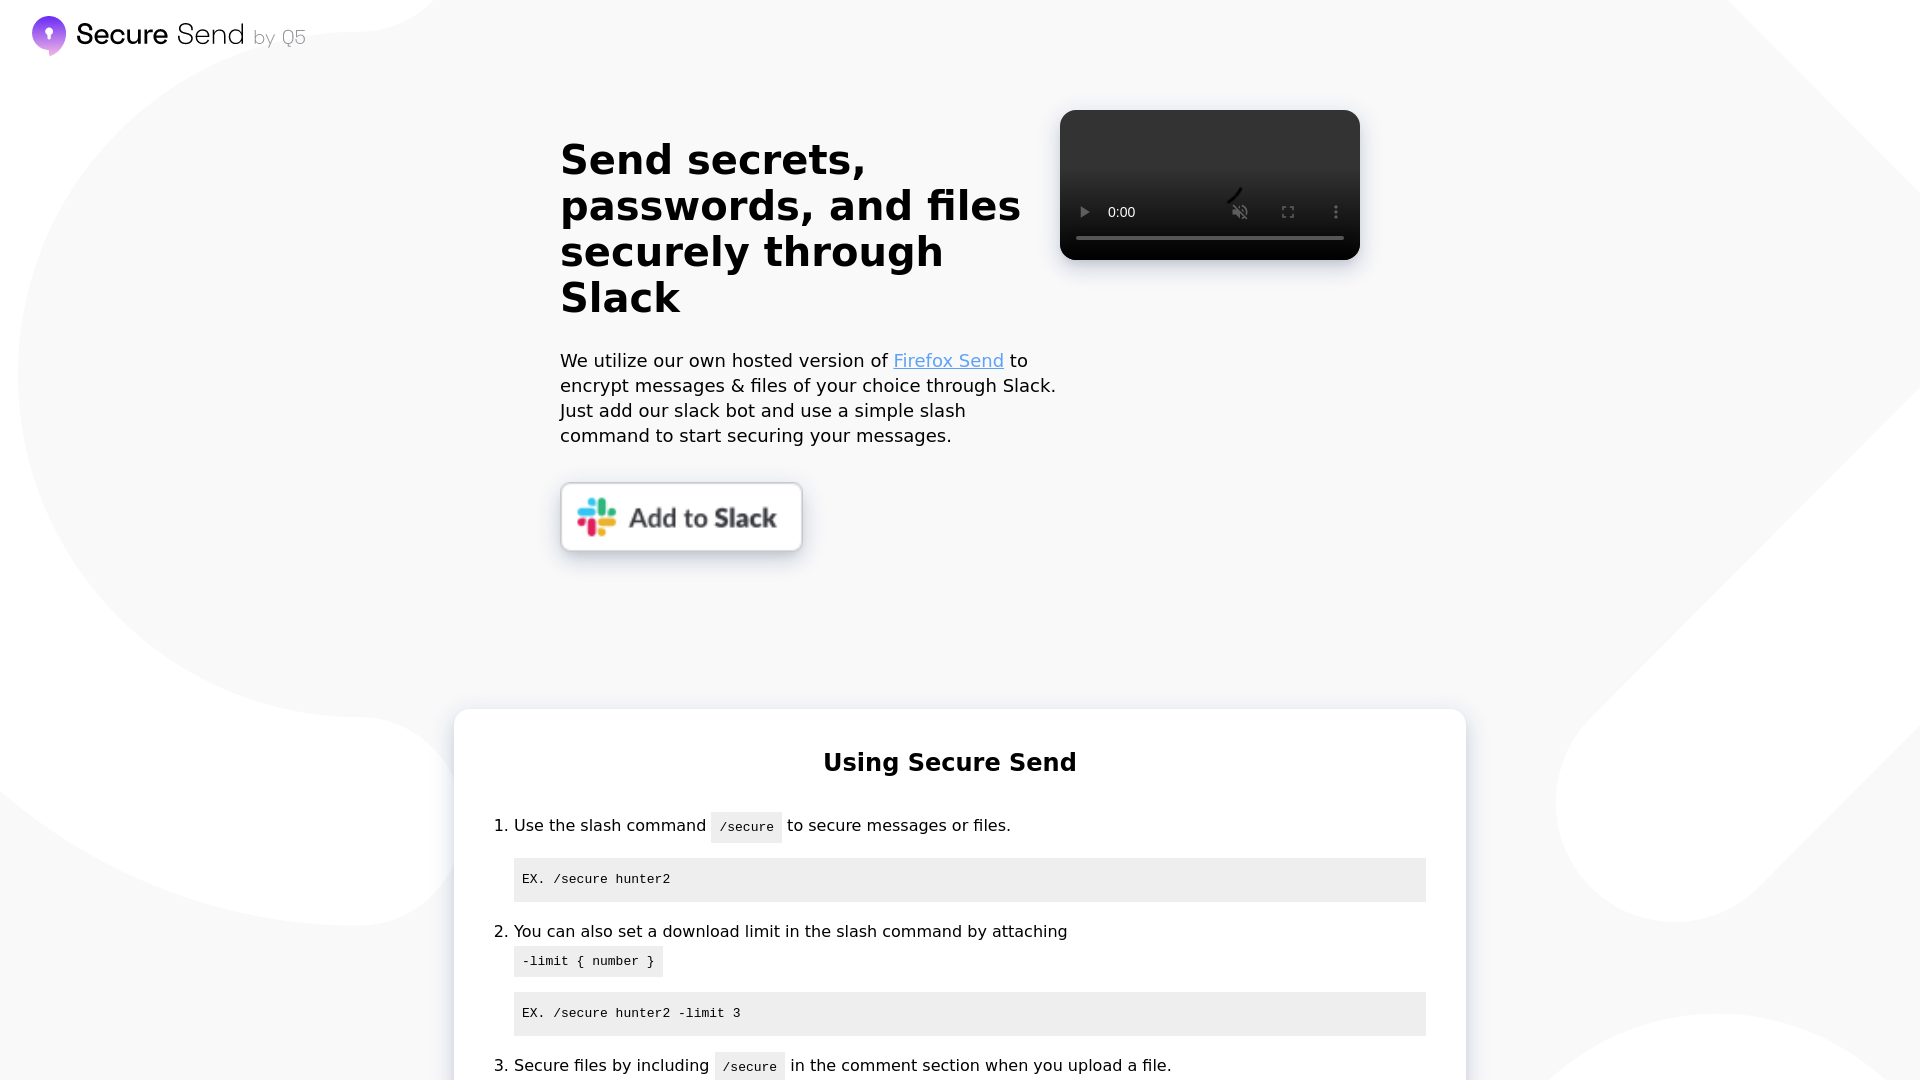 Secure Send by Q5
Send secrets,
passwords, and files
securely through
Slack
0:00
We utilize our own hosted version of Firefox Send to
encrypt messages & files of your choice through Slack.
Just add our slack bot and use a simple slash
command to start securing your messages.
Add to Slack
Using Secure Send
1. Use the slash command /secure to secure messages or files.
EX. /secure hunter2
2. You can also set a download limit in the slash command by attaching
-limit { number }
EX. /secure hunter2 -limit 3
3. Secure files by including /secure in the comment section when you upload a file.